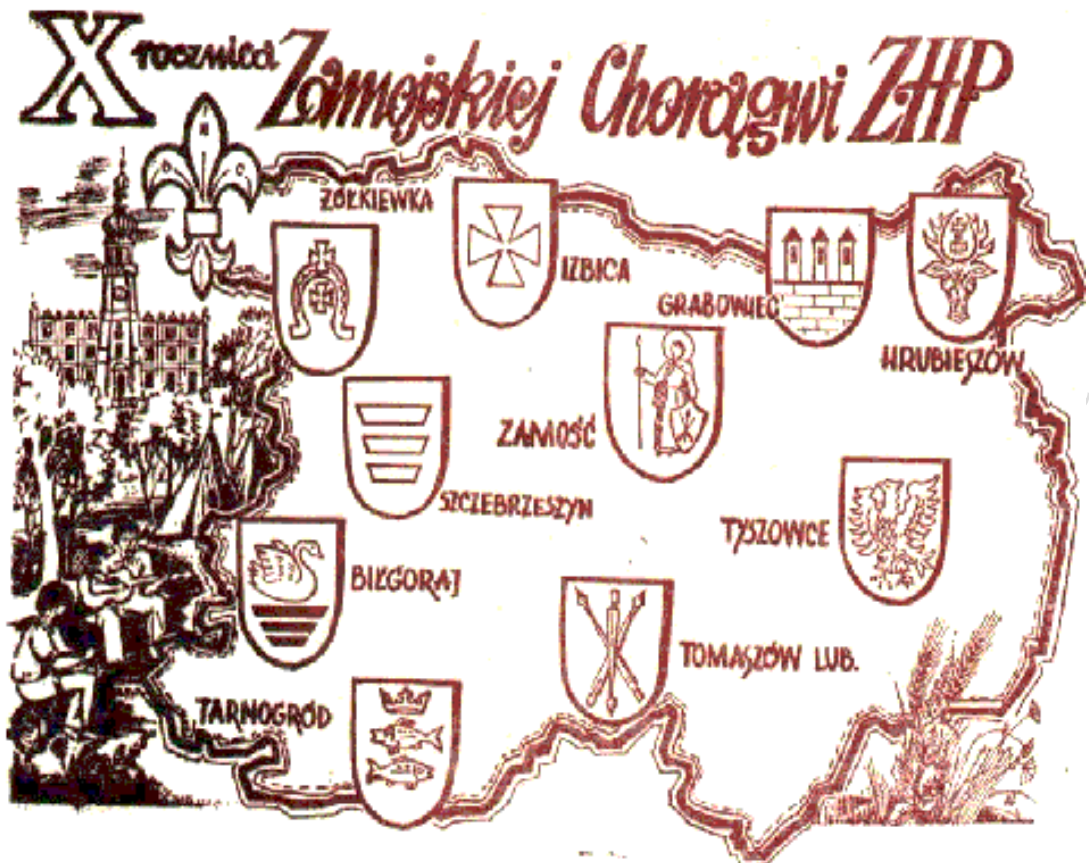 X rocznica Zamojskiej Chorągwi ZHP
ŻÓŁKIEWKA
IZBICA
GRABOWIEC
HRUBIESZÓW
ZAMOŚĆ
SZCZEBRZESZYN
TYSZOWCE
BIŁGORAJ
TOMASZÓW LUB.
TARNOGRÓD